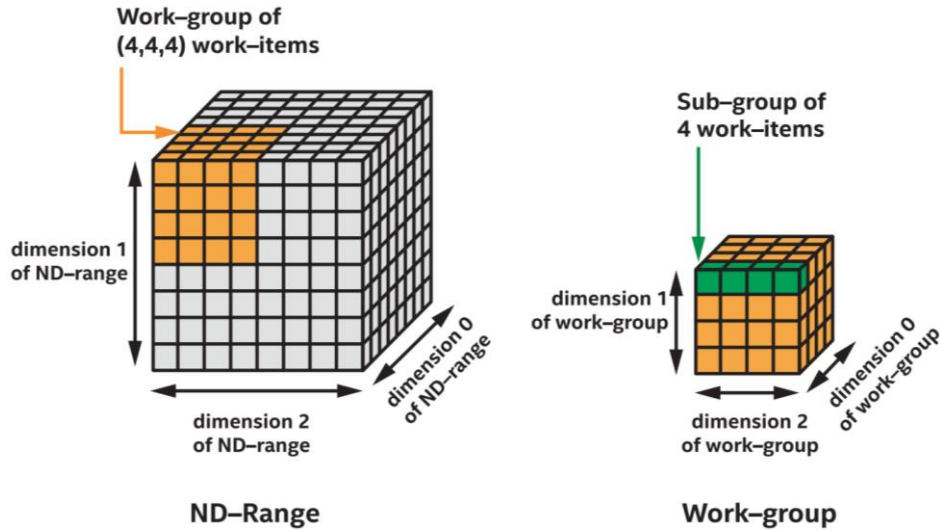 Work–group of
(4,4,4) work–items
dimension 1
of ND–range
dimension 2
of ND–range
dimension 0
of ND–range
ND–Range
Sub–group of
4 work–items
dimension 1
of work–group
dimension 2
of work–group
dimension 0
of work–group
Work–group